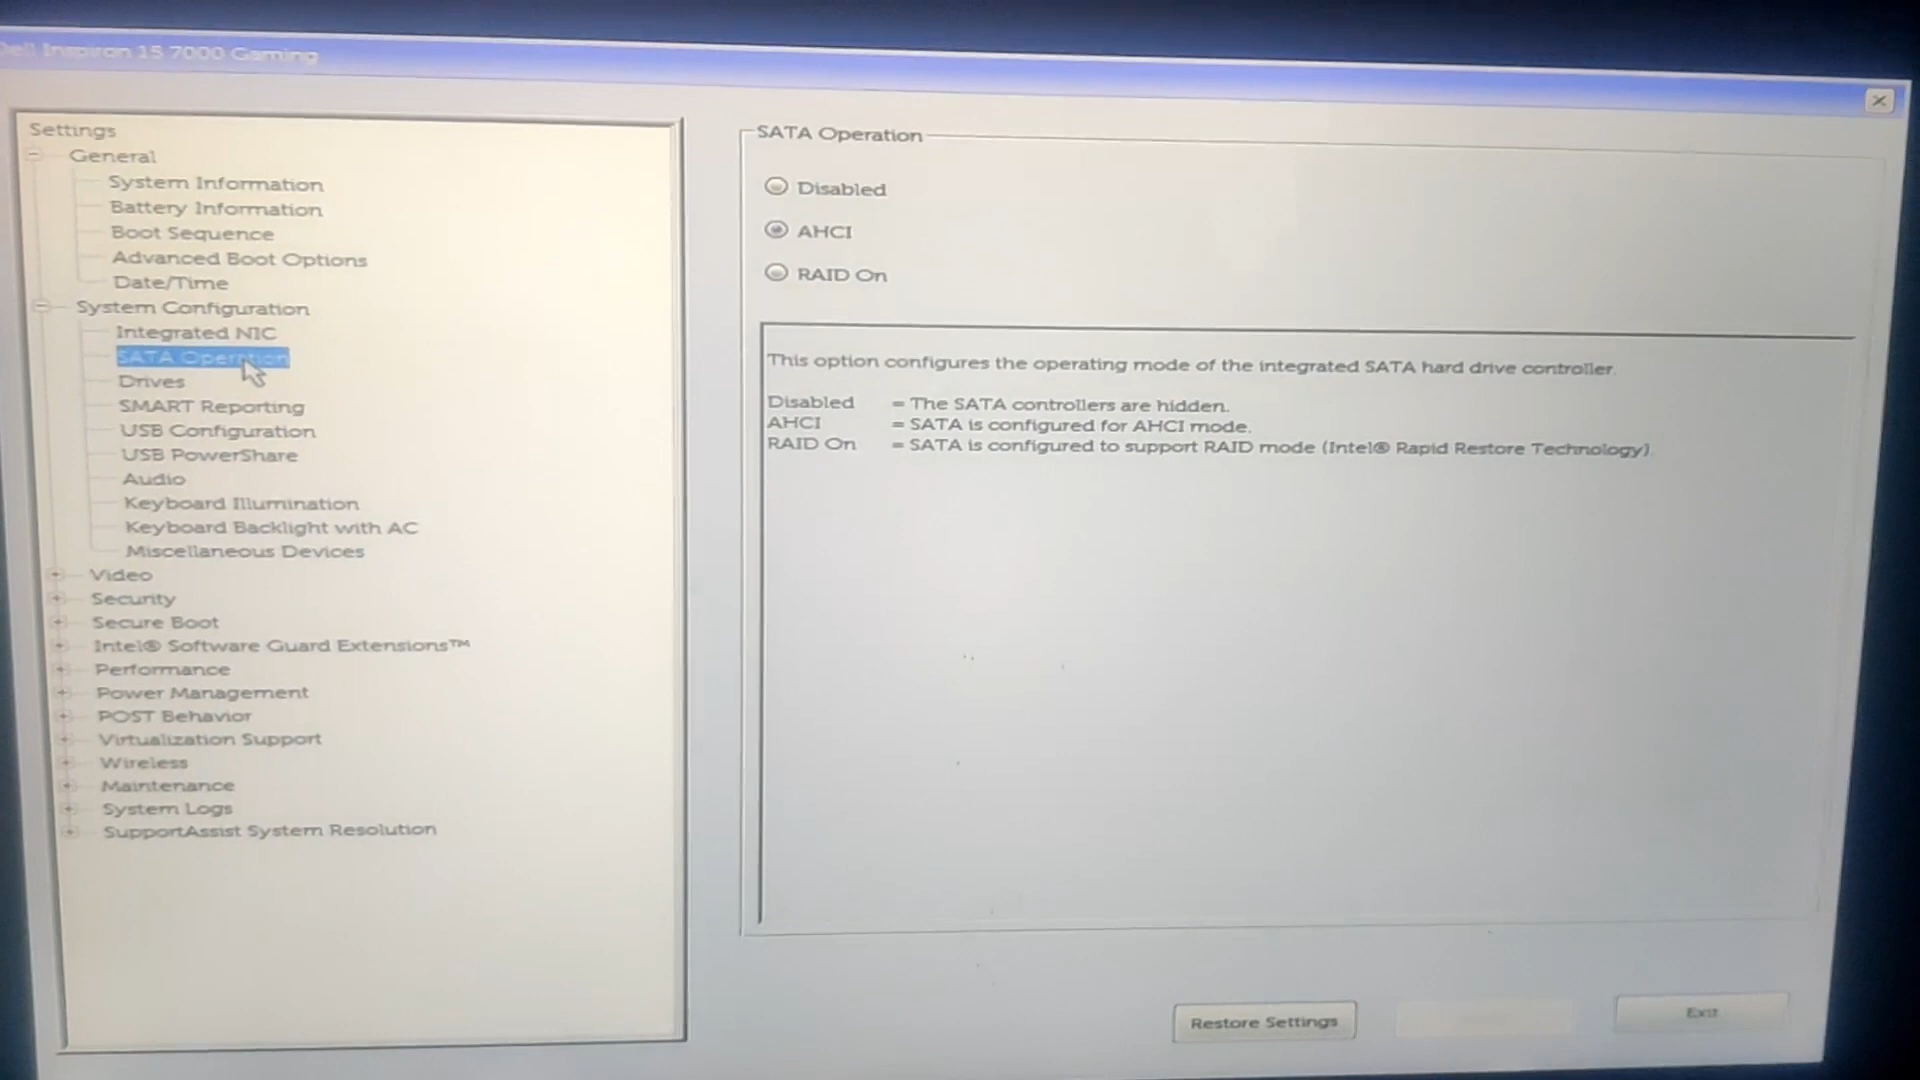 Dell Inspiron 15 7000 Gaming
Settings
General
System Information
Battery Information
Boot Sequence
Advanced Boot Options
Date/Time
System Configuration
Integrated NIC
SATA Operation
Drives
SMART Reporting
USB Configuration
USB PowerShare
Audio
Keyboard Illumination
Keyboard Backlight with AC
Miscellaneous Devices
Video
Security
Secure Boot
Intel® Software Guard Extensions™
Performance
Power Management
POST Behavior
Virtualization Support
Wireless
Maintenance
System Logs
SupportAssist System Resolution
SATA Operation
Disabled
AHCI
RAID On
This option configures the operating mode of the integrated SATA hard drive controller.
Disabled = The SATA controllers are hidden.
AHCI = SATA is configured for AHCI mode.
RAID On = SATA is configured to support RAID mode (Intel® Rapid Restore Technology).
Restore Settings
Exit